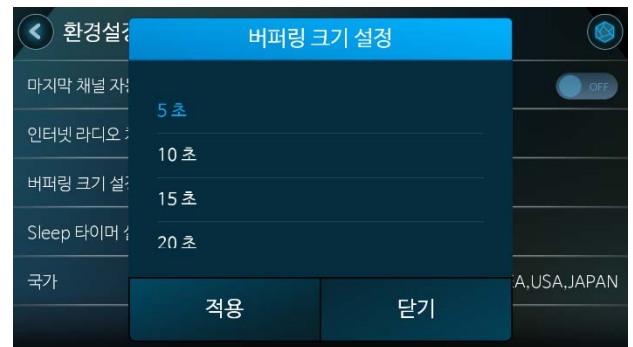 환경설정
버퍼링 크기 설정
마지막 채널 자동
OFF
5 초
인터넷 라디오
10 초
버퍼링 크기 설정
15 초
Sleep 타이머
20 초
국가
A,USA,JAPAN
적용
닫기